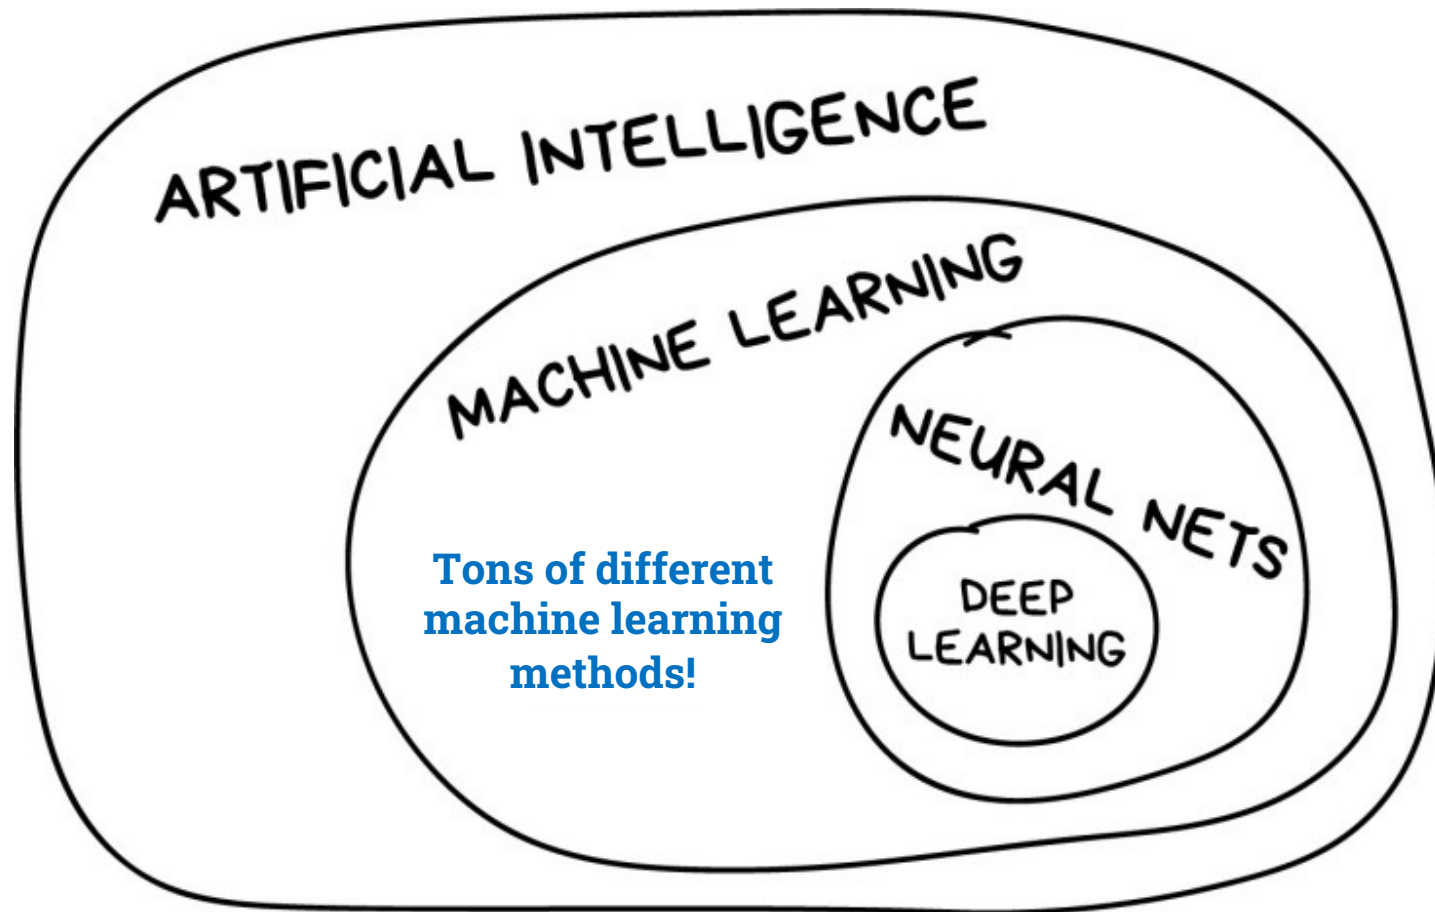 ARTIFICIAL INTELLIGENCE
MACHINE LEARNING
NEURAL NETS
Tons of different
machine learning
methods!
DEEP
LEARNING